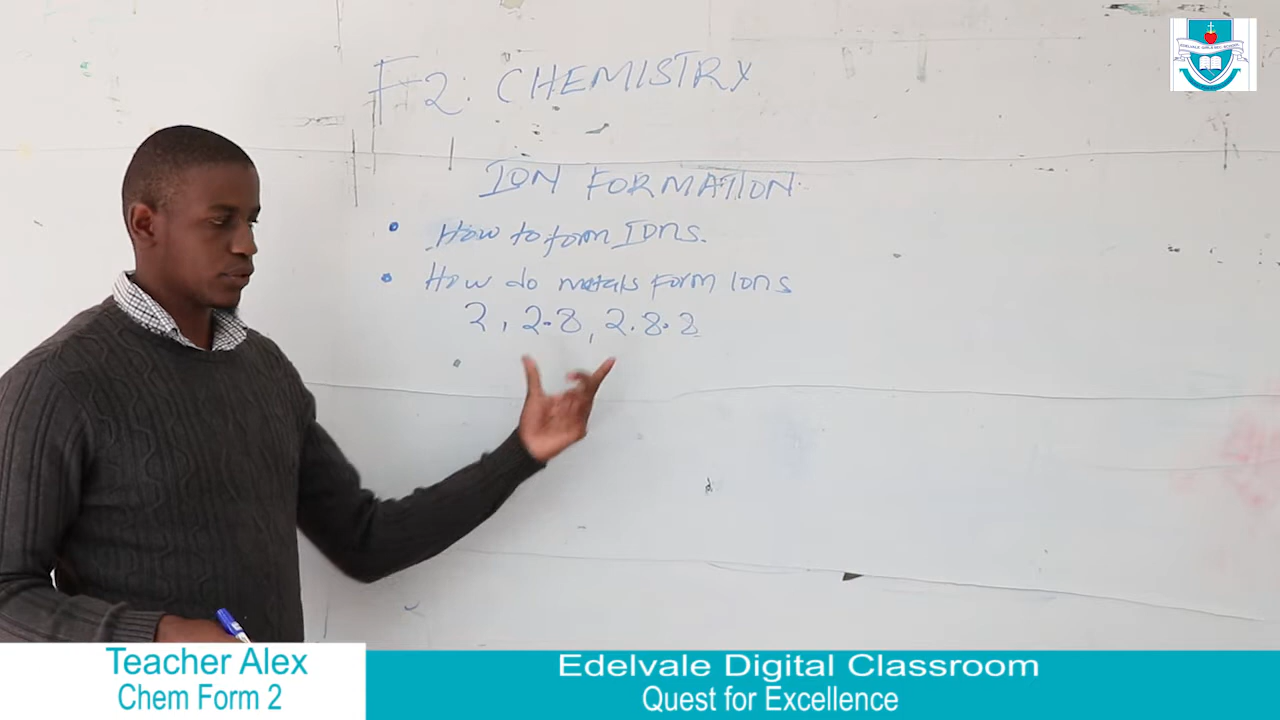 F2: CHEMISTRY
ION FORMATION
• How to form Ions.
• How do metals form Ions
2, 2.8, 2.8.8
Teacher Alex
Chem Form 2
Edelvale Digital Classroom
Quest for Excellence